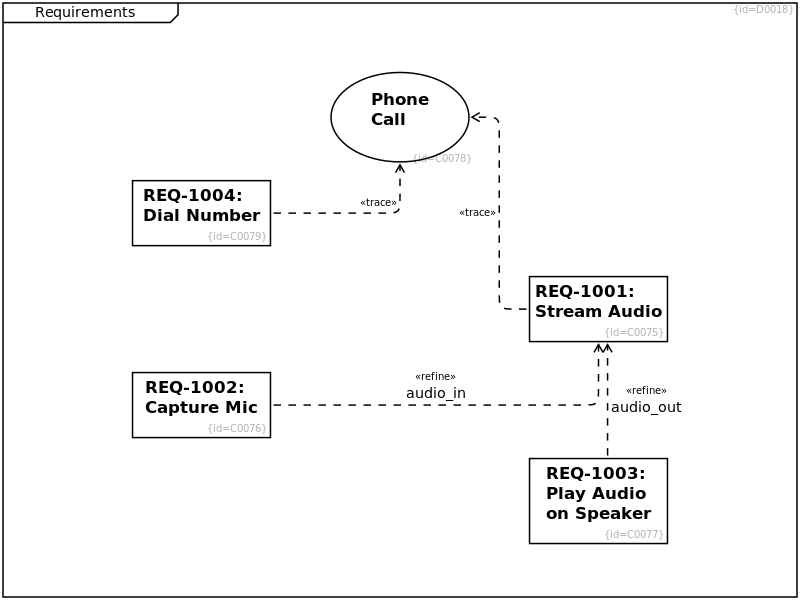 Requirements
{id=D0018}
Phone
Call
{id=C0078}
REQ-1004:
Dial Number
{id=C0079}
«trace»
«trace»
REQ-1001:
Stream Audio
{id=C0075}
REQ-1002:
Capture Mic
{id=C0076}
«refine»
audio_in
«refine»
audio_out
REQ-1003:
Play Audio
on Speaker
{id=C0077}